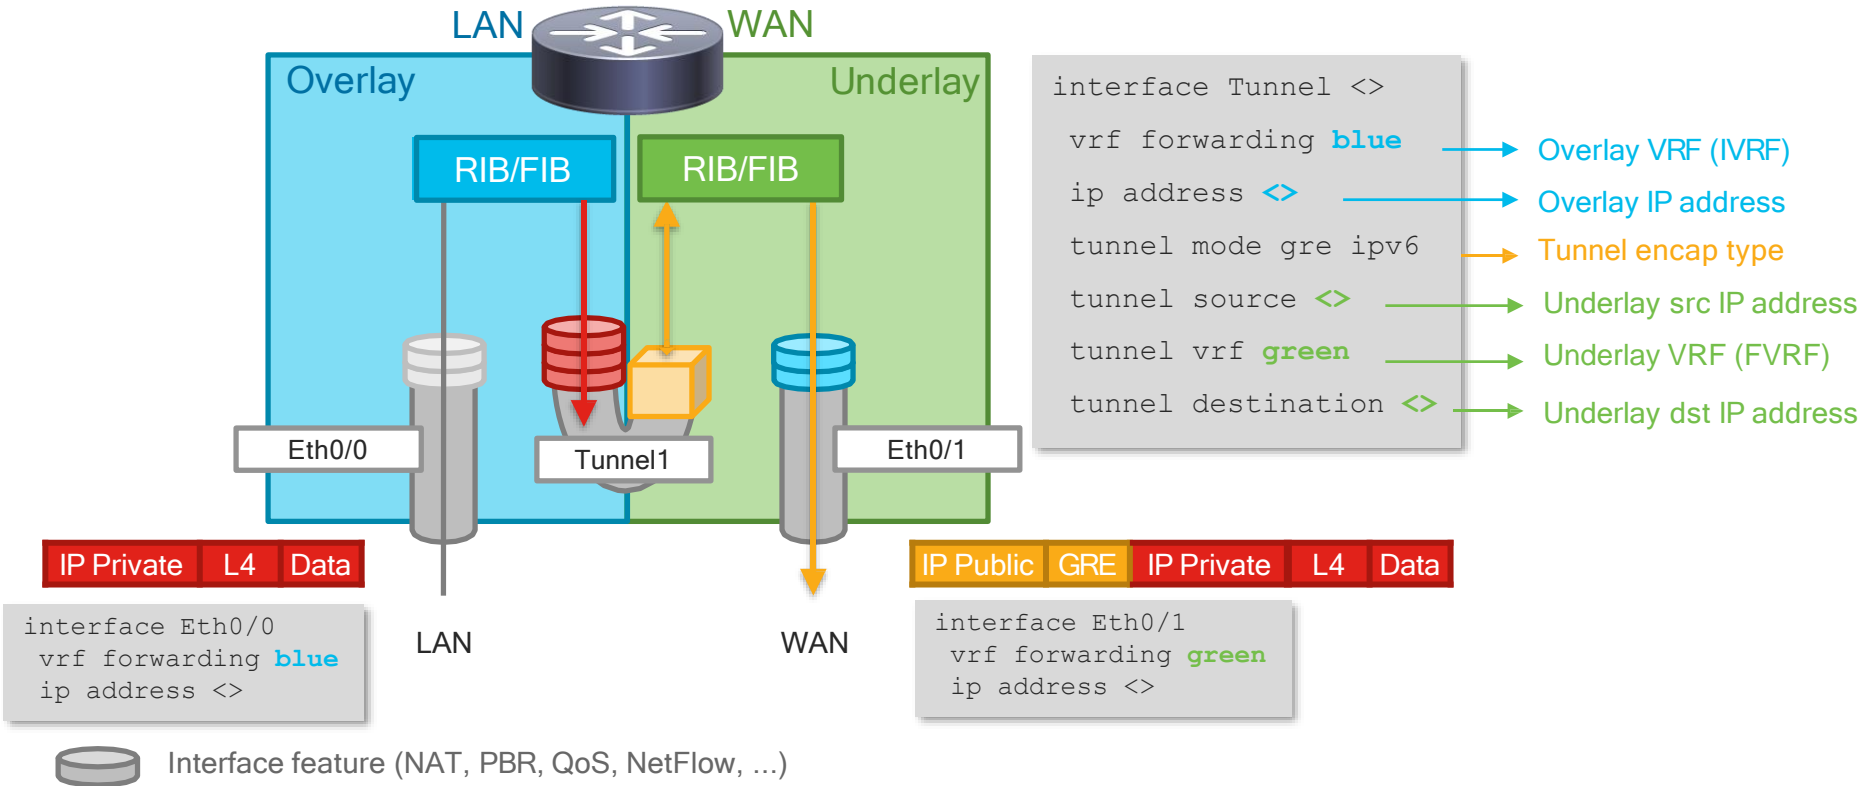 LAN
WAN
Overlay
Underlay
RIB/FIB
RIB/FIB
Eth0/0
Tunnel1
Eth0/1
interface Tunnel <>
vrf forwarding blue
ip address <>
tunnel mode gre ipv6
tunnel source <>
tunnel vrf green
tunnel destination <>
Overlay VRF (IVRF)
Overlay IP address
Tunnel encap type
Underlay src IP address
Underlay VRF (FVRF)
Underlay dst IP address
IP Private L4 Data
IP Public GRE IP Private L4 Data
interface Eth0/0
vrf forwarding blue
ip address <>
LAN
WAN
interface Eth0/1
vrf forwarding green
ip address <>
Interface feature (NAT, PBR, QoS, NetFlow, ...)